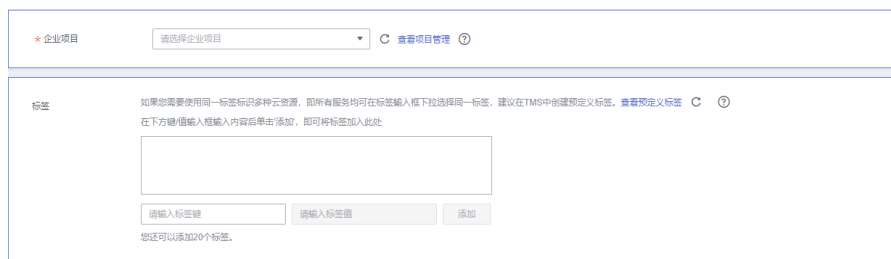 * 企业项目 请选择企业项目 查看项目管理 ?
标签 如果您需要使用同一标签标识多种云资源，即所有服务均可在标签输入框下拉选择同一标签，建议在TMS中创建预定义标签。查看预定义标签 ?
在下方键/值输入框输入内容后单击'添加'，即可将标签加入此处
请输入标签键 请输入标签值 添加
您还可以添加20个标签。